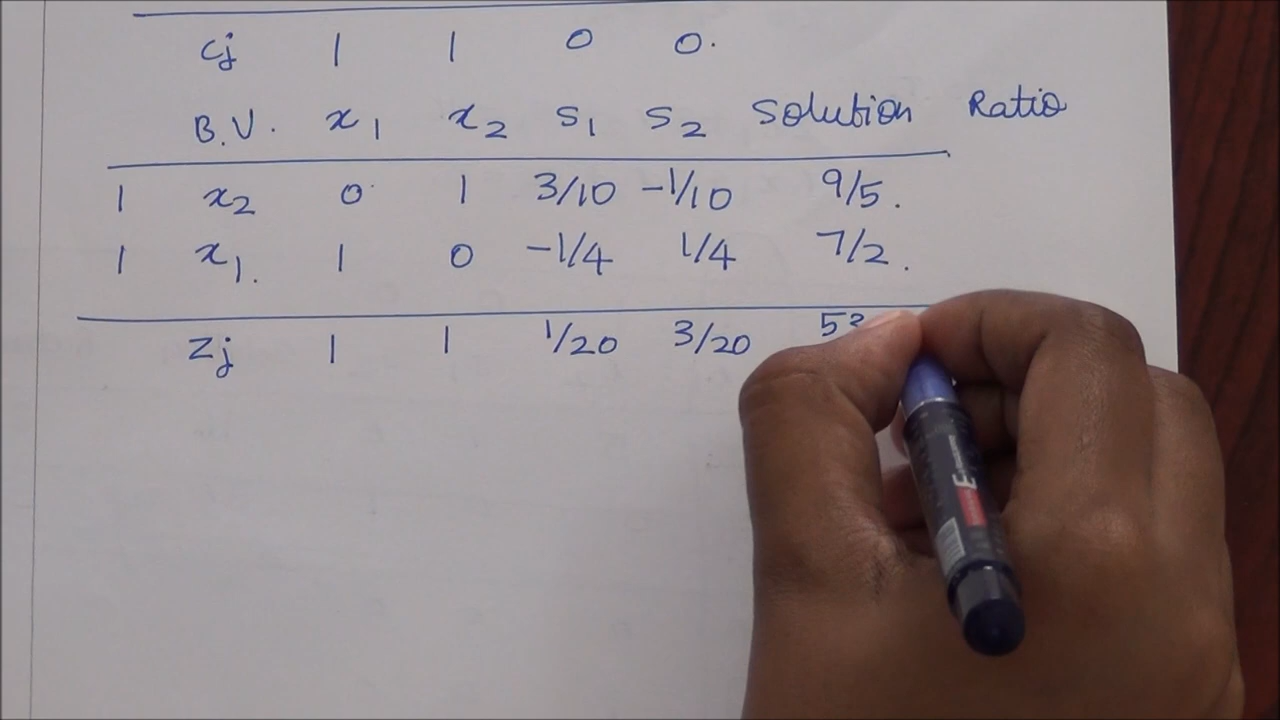 Cj 1 1 0 0.
B.V. x1 x2 S1 S2 Solution Ratio
1 x2 0 1 3/10 -1/10 9/5.
1 x1. 1 0 -1/4 1/4 7/2.
Zj 1 1 1/20 3/20 53